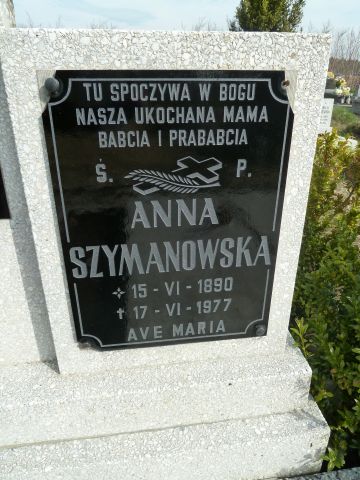 TU SPOCZYWA W BOGU
NASZA UKOCHANA MAMA
BABCIA I PRABABCIA
Ś. P.
ANNA
SZYMANOWSKA
15-VI-1890
† 17-VI-1977
AVE MARIA